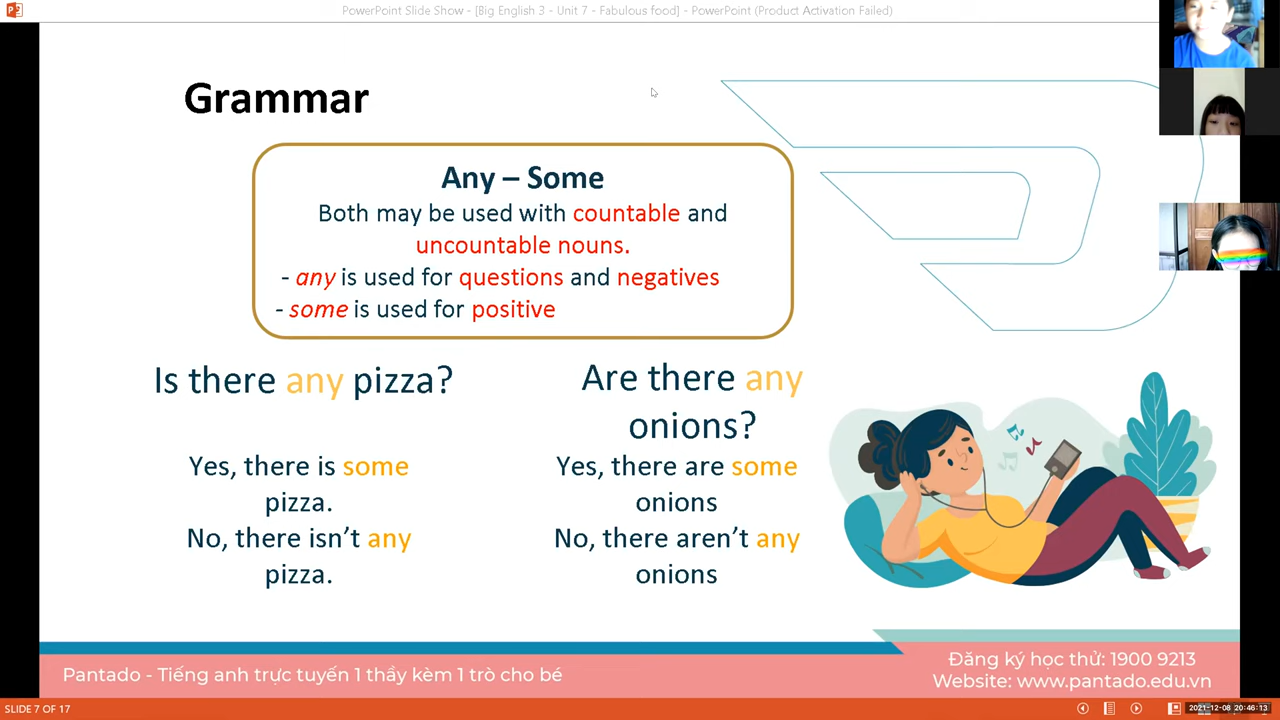 PowerPoint Slide Show - [Big English 3 - Unit 7 - Fabulous food] - PowerPoint (Product Activation Failed)
Grammar
Any – Some
Both may be used with countable and
uncountable nouns.
- any is used for questions and negatives
- some is used for positive
Is there any pizza?
Yes, there is some
pizza.
No, there isn't any
pizza.
Are there any
onions?
Yes, there are some
onions
No, there aren't any
onions
Pantado - Tiếng anh trực tuyến 1 thầy kèm 1 trò cho bé
Đăng ký học thử: 1900 9213
Website: www.pantado.edu.vn
SLIDE 7 OF 17
2021-12-08 20:46:13